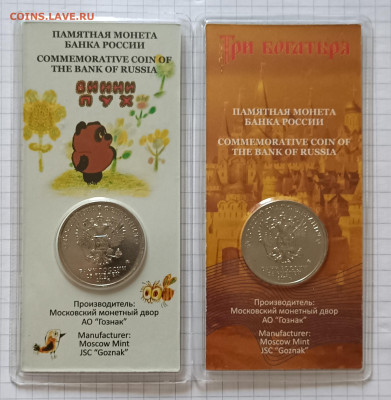 COINS.LAVE.RU
ПАМЯТНАЯ МОНЕТА
БАНКА РОССИИ
COMMEMORATIVE COIN OF
THE BANK OF RUSSIA
ВИННИ
ПУХ
Производитель:
Московский монетный двор
АО "Гознак"
Manufacturer:
Moscow Mint
JSC "Goznak"
Три богатыря
ПАМЯТНАЯ МОНЕТА
БАНКА РОССИИ
COMMEMORATIVE COIN OF
THE BANK OF RUSSIA
Производитель:
Московский монетный двор
АО "Гознак"
Manufacturer:
Moscow Mint
JSC "Goznak"